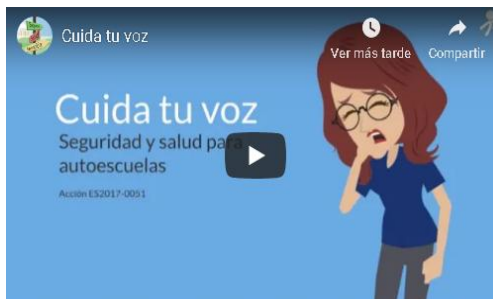 Cuida tu voz
Ver más tarde
Compartir
Cuida tu voz
Seguridad y salud para
autoescuelas
Acción ES2017-0051